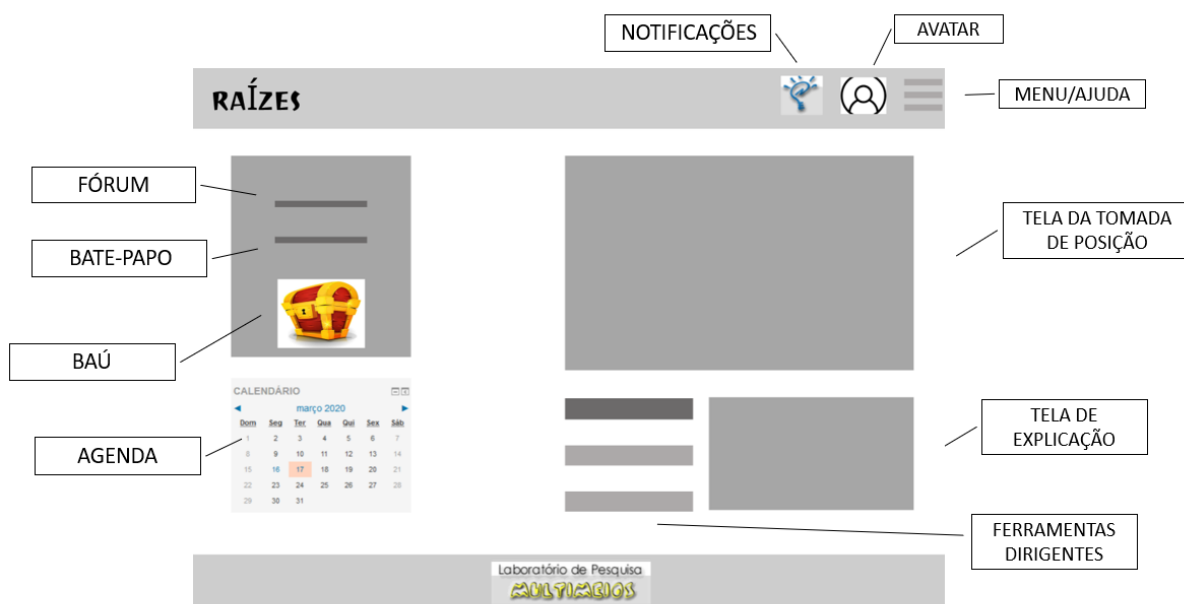 NOTIFICAÇÕES
AVATAR
RAÍZES
MENU/AJUDA
FÓRUM
BATE-PAPO
BAÚ
TELA DA TOMADA
DE POSIÇÃO
CALENDÁRIO
março 2020
Dom Seg Ter Qua Qui Sex Sáb
1 2 3 4 5 6 7
8 9 10 11 12 13 14
15 16 17 18 19 20 21
22 23 24 25 26 27 28
29 30 31
AGENDA
TELA DE
EXPLICAÇÃO
FERRAMENTAS
DIRIGENTES
Laboratório de Pesquisa
MULTIMEIOS